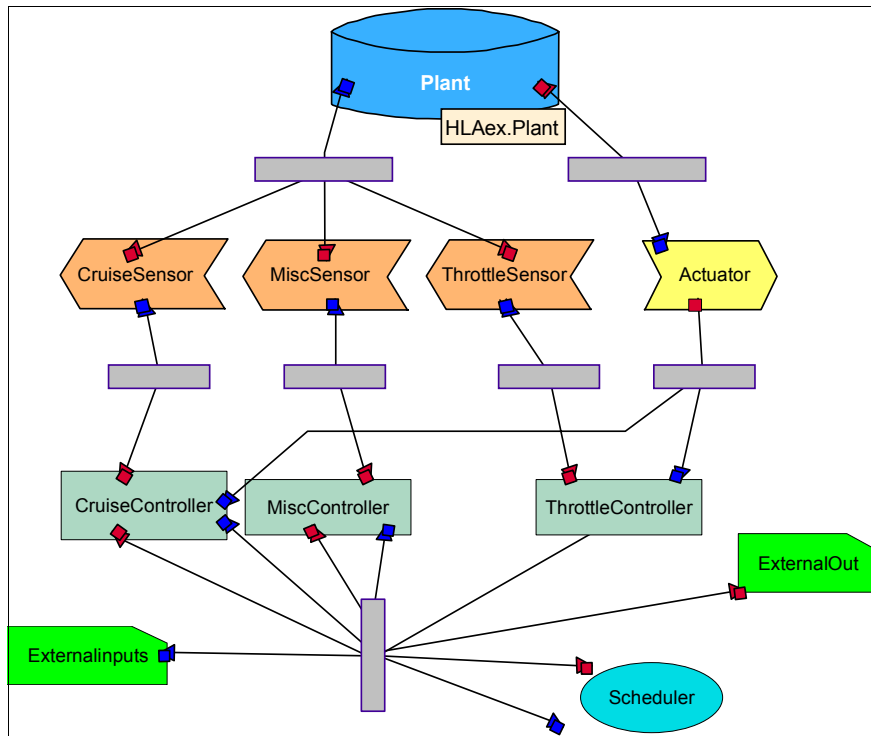 Plant
HLAex.Plant
CruiseSensor
MiscSensor
ThrottleSensor
Actuator
CruiseController
MiscController
ThrottleController
ExternalOut
Externalinputs
Scheduler